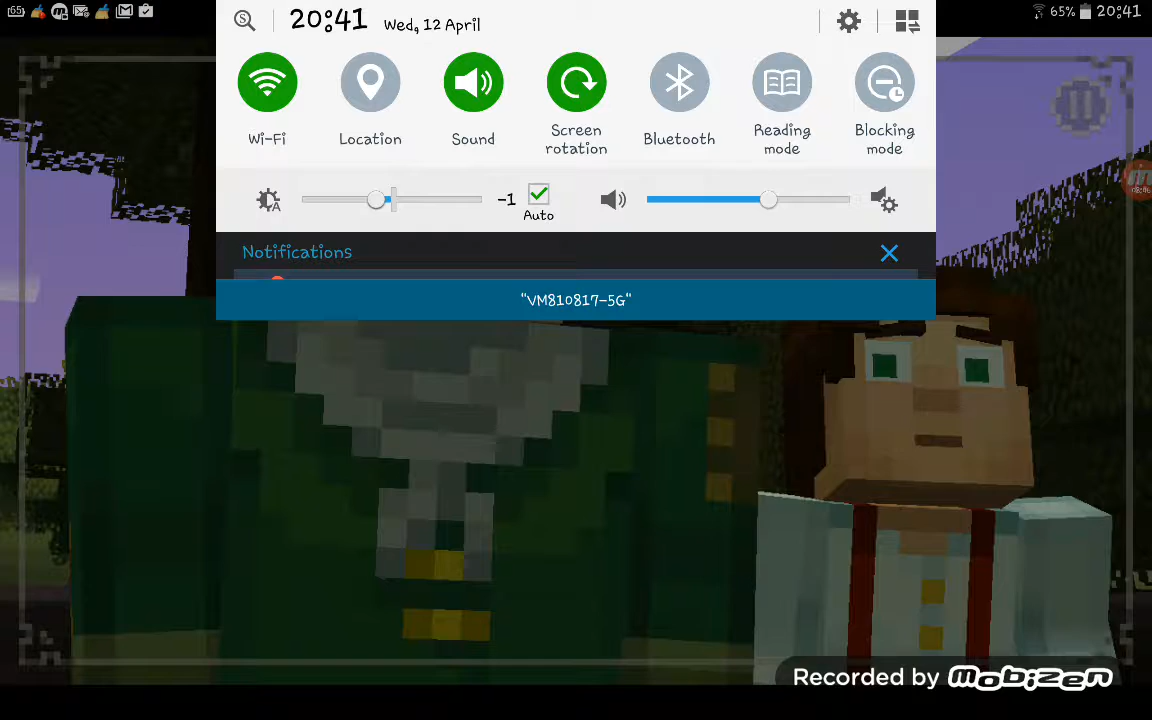 65
65% 20:41
20:41 Wed, 12 April
Wi-Fi
Location
Sound
Screen
rotation
Bluetooth
Reading
mode
Blocking
mode
A
-1
Auto
Notifications
"VM810817-5G"
Recorded by mobizen